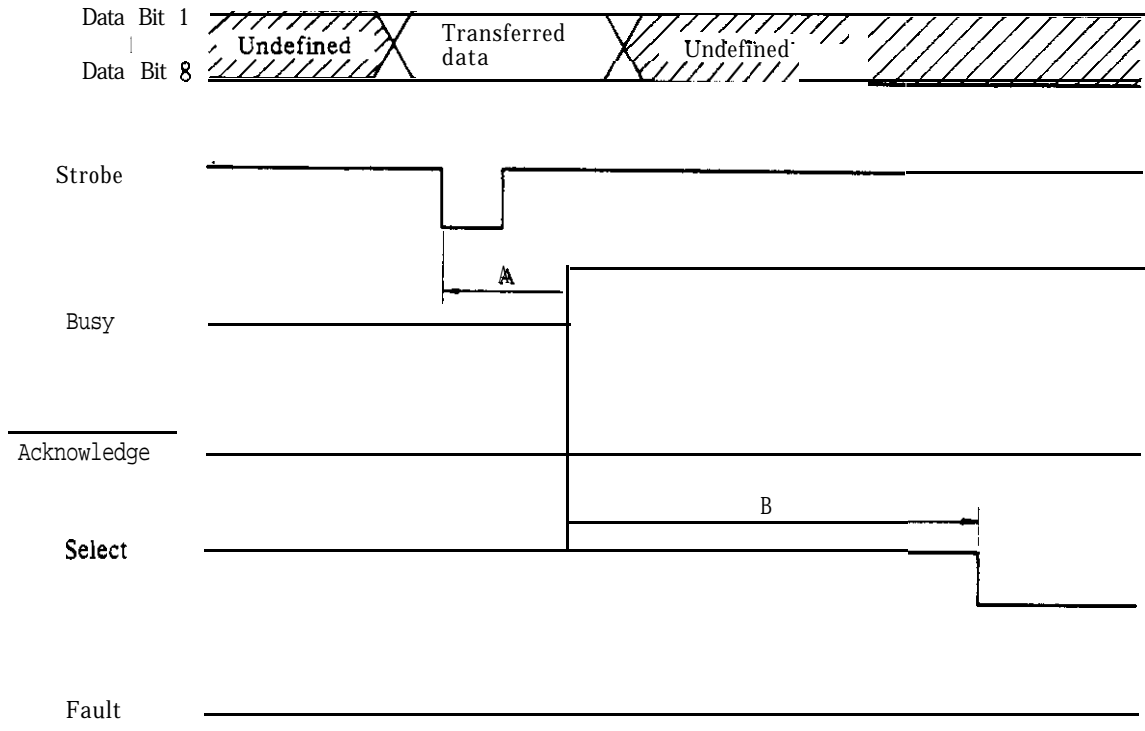 Data Bit 1
Undefined
Transferred
data
Undefined
Data Bit 8
Strobe
A
Busy
Acknowledge
B
Select
Fault